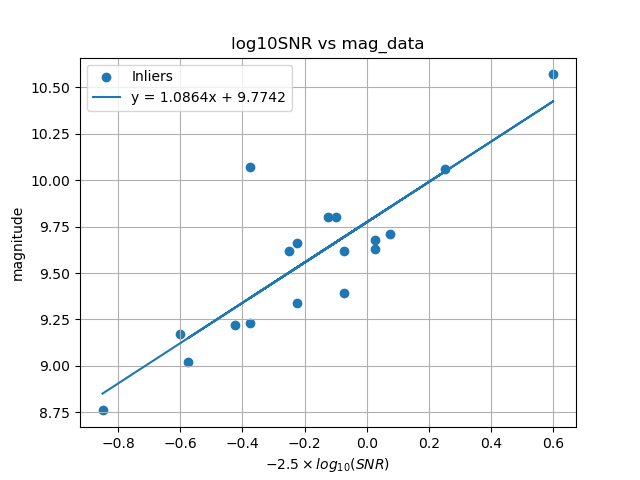 log10SNR vs mag_data
Inliers
y = 1.0864x + 9.7742
magnitude
10.50
10.25
10.00
9.75
9.50
9.25
9.00
8.75
−0.8 −0.6 −0.4 −0.2 0.0 0.2 0.4 0.6
−2.5 × log₁₀(SNR)